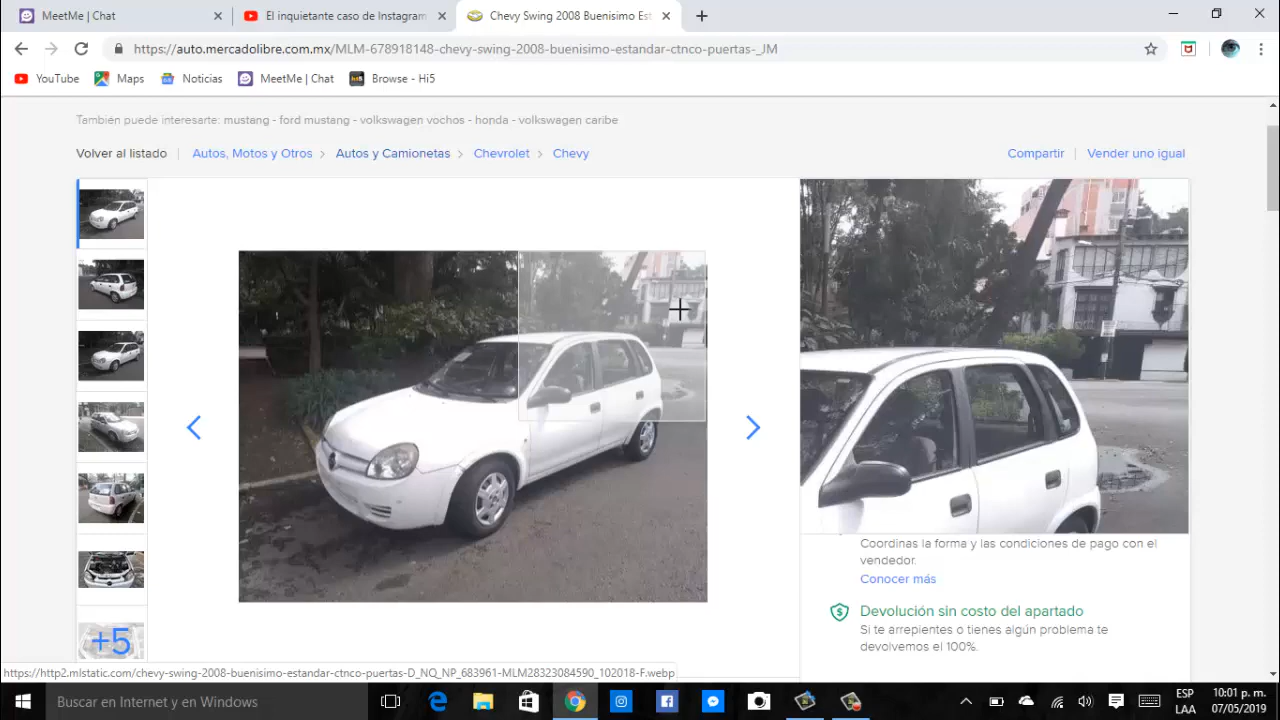 MeetMe | Chat
El inquietante caso de Instagram
Chevy Swing 2008 Buenisimo Est
https://auto.mercadolibre.com.mx/MLM-678918148-chevy-swing-2008-buenisimo-estandar-ctnco-puertas-_JM
YouTube
Maps
Noticias
MeetMe | Chat
Browse - Hi5
También puede interesarte: mustang - ford mustang - volkswagen vochos - honda - volkswagen caribe
Volver al listado
Autos, Motos y Otros >
Autos y Camionetas >
Chevrolet >
Chevy
Compartir
Vender uno igual
+5
Coordinas la forma y las condiciones de pago con el
vendedor.
Conocer más
Devolución sin costo del apartado
Si te arrepientes o tienes algún problema te
devolvemos el 100%.
https://http2.mlstatic.com/chevy-swing-2008-buenisimo-estandar-ctnco-puertas-D_NQ_NP_683961-MLM28323084590_102018-F.webp
Buscar en Internet y en Windows
ESP
LAA
10:01 p. m.
07/05/2019